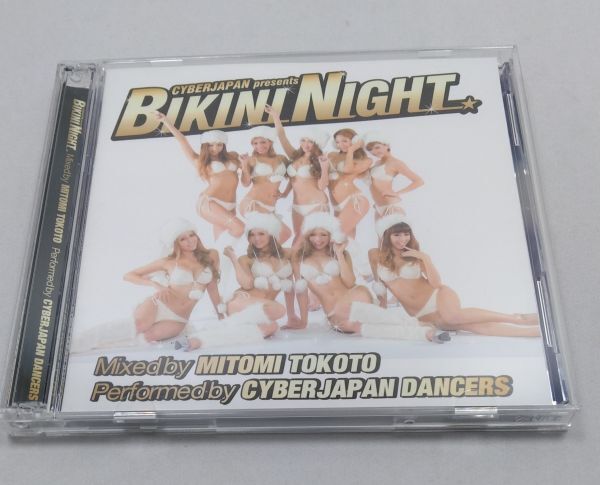 CYBERJAPAN presents
BIKINI NIGHT
Mixed by MITOMI TOKOTO
Performed by CYBERJAPAN DANCERS
BIKINI NIGHT Mixed by MITOMI TOKOTO Performed by CYBERJAPAN DANCERS